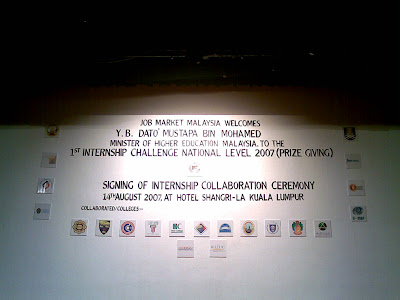 JOB MARKET MALAYSIA WELCOMES
Y.B. DATO' MUSTAPA BIN MOHAMED
MINISTER OF HIGHER EDUCATION MALAYSIA, TO THE
1ST INTERNSHIP CHALLENGE NATIONAL LEVEL 2007 (PRIZE GIVING)
SIGNING OF INTERNSHIP COLLABORATION CEREMONY
14th AUGUST 2007, AT HOTEL SHANGRI-LA KUALA LUMPUR
COLLABORATED/COLLEGES:-